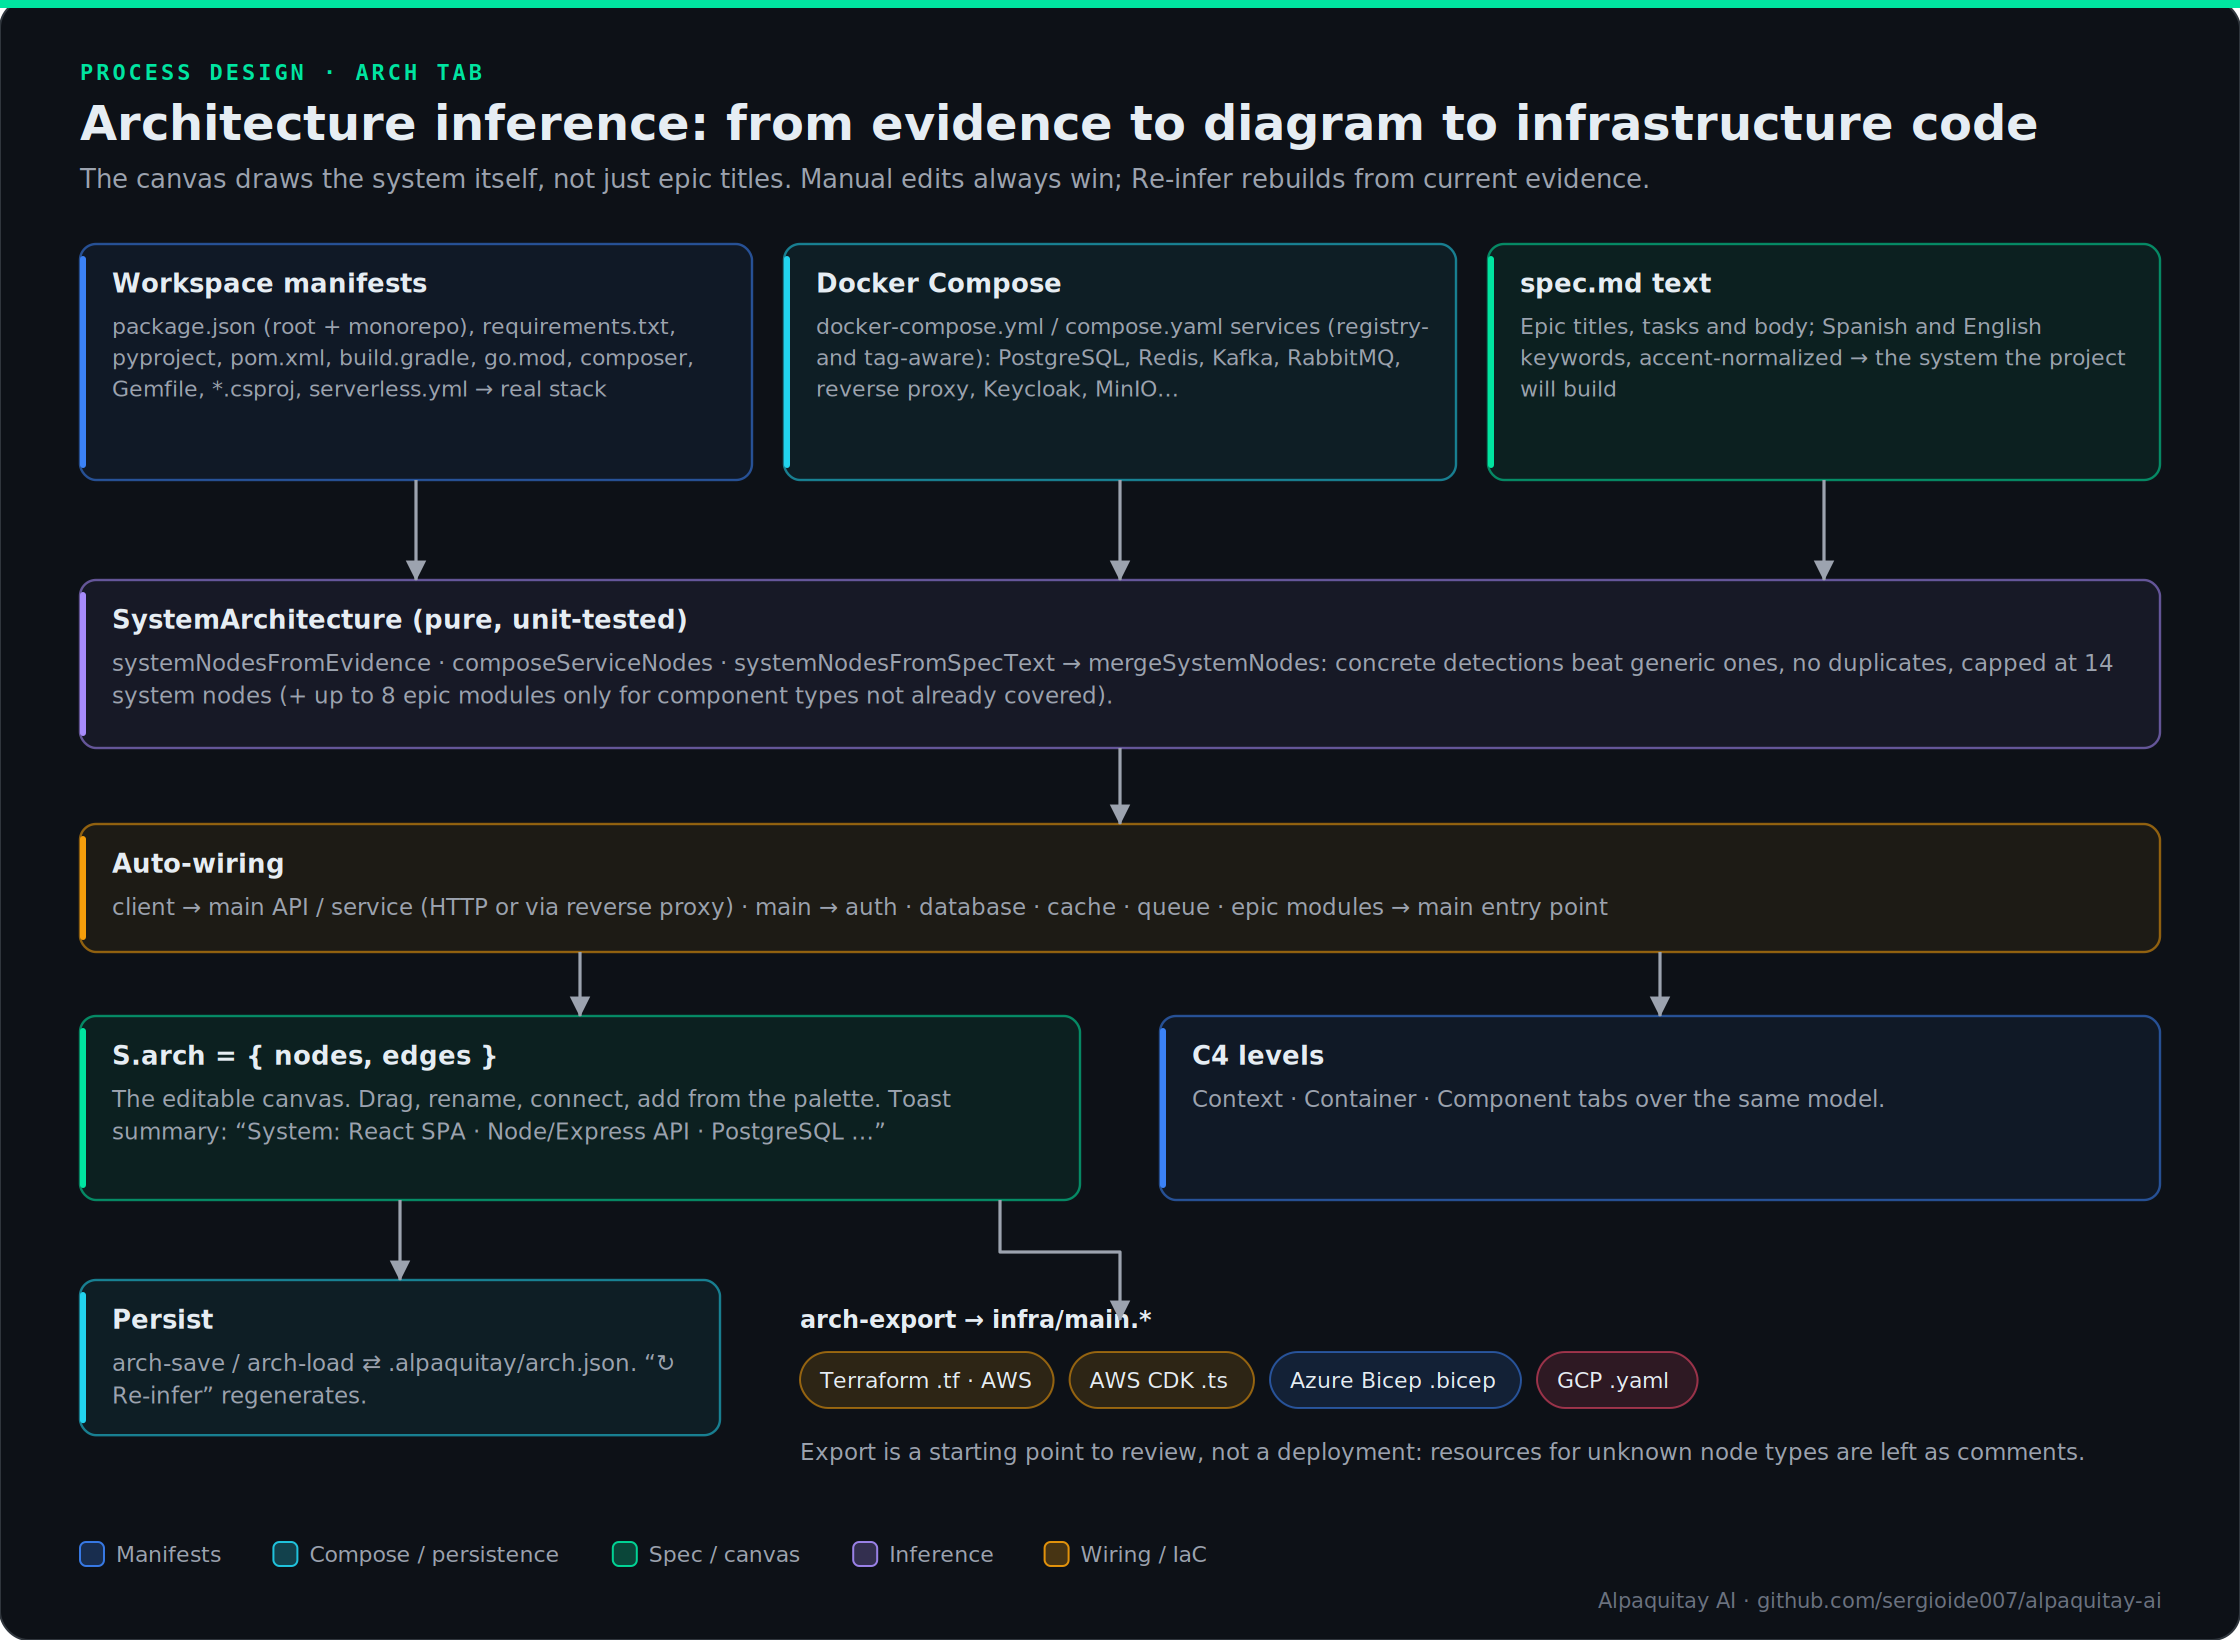 PROCESS DESIGN · ARCH TAB
Architecture inference: from evidence to diagram to infrastructure code
The canvas draws the system itself, not just epic titles. Manual edits always win; Re-infer rebuilds from current evidence.
Workspace manifests
package.json (root + monorepo), requirements.txt,
pyproject, pom.xml, build.gradle, go.mod, composer,
Gemfile, *.csproj, serverless.yml → real stack
Docker Compose
docker-compose.yml / compose.yaml services (registry-
and tag-aware): PostgreSQL, Redis, Kafka, RabbitMQ,
reverse proxy, Keycloak, MinIO…
spec.md text
Epic titles, tasks and body; Spanish and English
keywords, accent-normalized → the system the project
will build
SystemArchitecture (pure, unit-tested)
systemNodesFromEvidence · composeServiceNodes · systemNodesFromSpecText → mergeSystemNodes: concrete detections beat generic ones, no duplicates, capped at 14
system nodes (+ up to 8 epic modules only for component types not already covered).
Auto-wiring
client → main API / service (HTTP or via reverse proxy) · main → auth · database · cache · queue · epic modules → main entry point
S.arch = { nodes, edges }
The editable canvas. Drag, rename, connect, add from the palette. Toast
summary: “System: React SPA · Node/Express API · PostgreSQL …”
C4 levels
Context · Container · Component tabs over the same model.
Persist
arch-save / arch-load ⇄ .alpaquitay/arch.json. “↻
Re-infer” regenerates.
arch-export → infra/main.*
Terraform .tf · AWS
AWS CDK .ts
Azure Bicep .bicep
GCP .yaml
Export is a starting point to review, not a deployment: resources for unknown node types are left as comments.
Manifests
Compose / persistence
Spec / canvas
Inference
Wiring / IaC
Alpaquitay AI · github.com/sergioide007/alpaquitay-ai